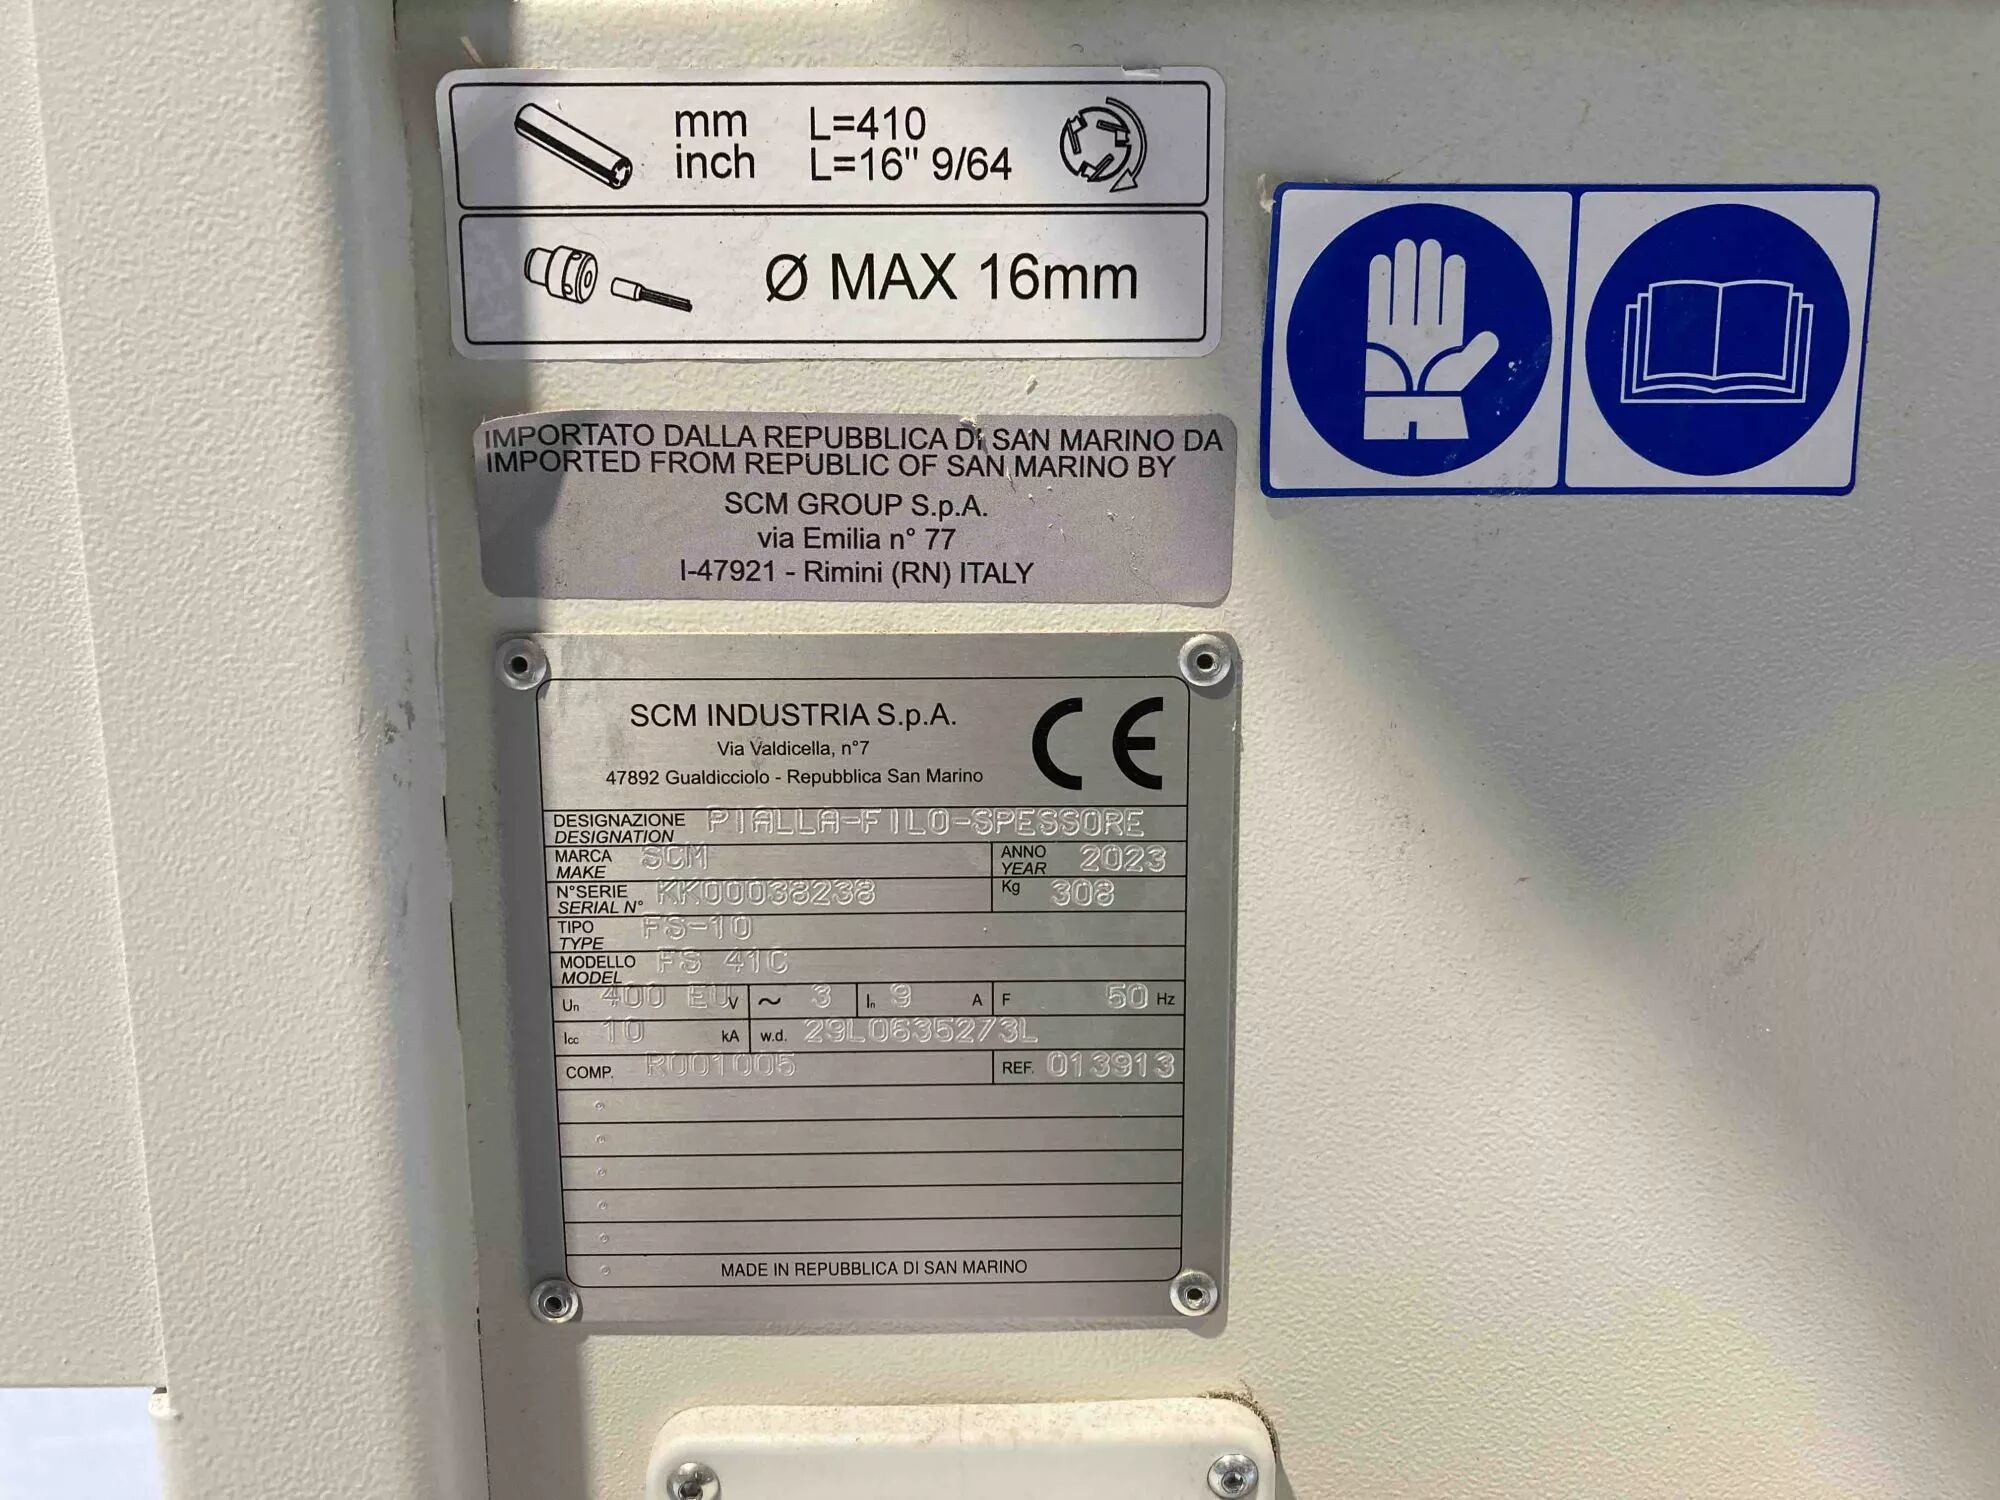 mm L=410
inch L=16" 9/64
Ø MAX 16mm
IMPORTATO DALLA REPUBBLICA DI SAN MARINO DA
IMPORTED FROM REPUBLIC OF SAN MARINO BY
SCM GROUP S.p.A.
via Emilia n° 77
I-47921 - Rimini (RN) ITALY
SCM INDUSTRIA S.p.A.
Via Valdicella, n°7
47892 Gualdicciolo - Repubblica San Marino
CE
DESIGNAZIONE PIALLA-FILO-SPESSORE
DESIGNATION
MARCA SCM ANNO 2023
MAKE YEAR
N°SERIE KK00038238 Kg 308
SERIAL N°
TIPO FS-10
TYPE
MODELLO FS 41C
MODEL
Un 400 EU V ~ 3 In 9 A F 50 Hz
Icc 10 kA w.d. 29L0635273L
COMP. R001005 REF. 013913
MADE IN REPUBBLICA DI SAN MARINO